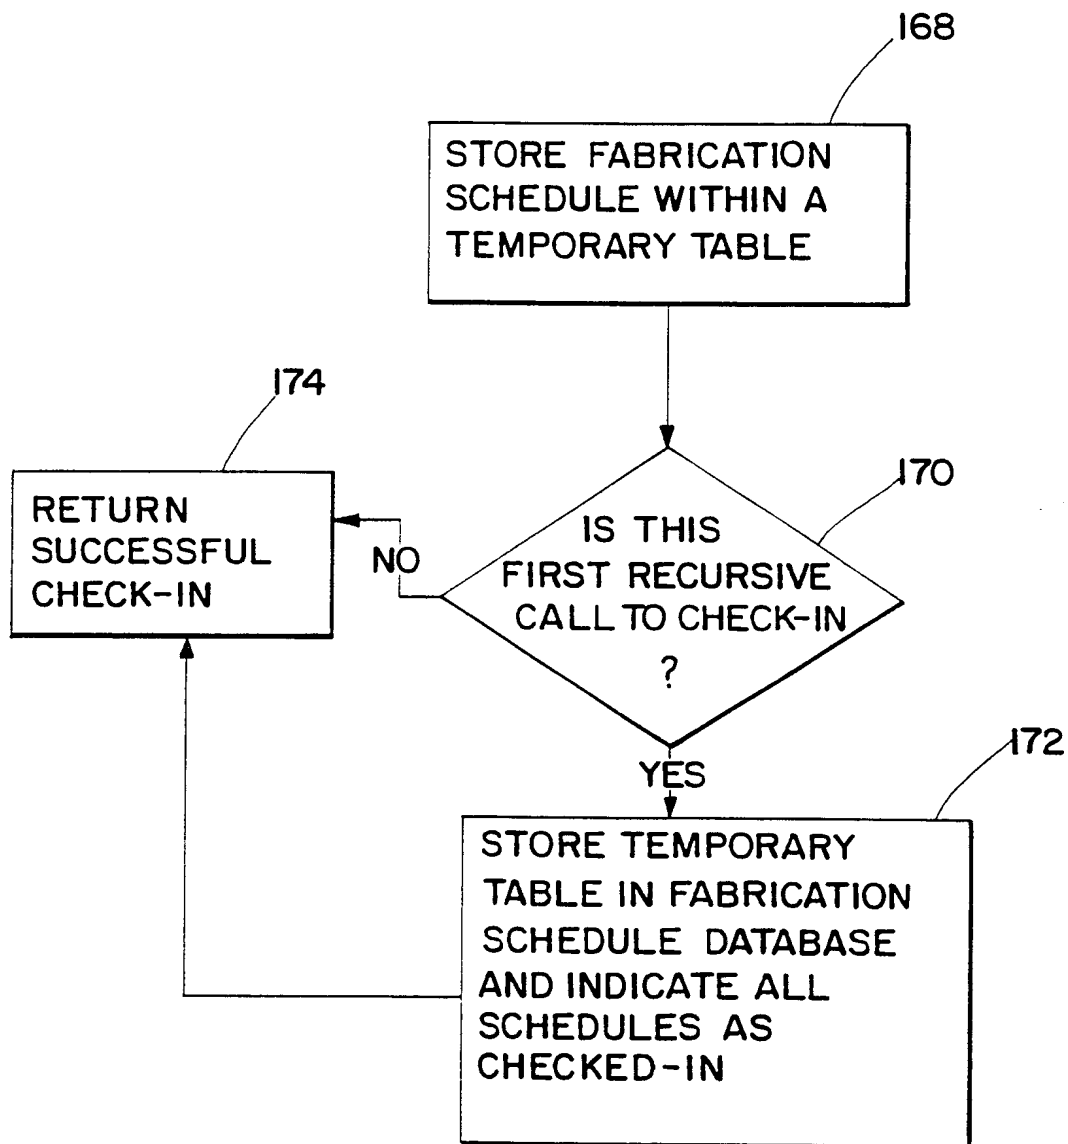 168
STORE FABRICATION
SCHEDULE WITHIN A
TEMPORARY TABLE
174
RETURN
SUCCESSFUL
CHECK-IN
NO
170
IS THIS
FIRST RECURSIVE
CALL TO CHECK-IN
?
YES
172
STORE TEMPORARY
TABLE IN FABRICATION
SCHEDULE DATABASE
AND INDICATE ALL
SCHEDULES AS
CHECKED-IN